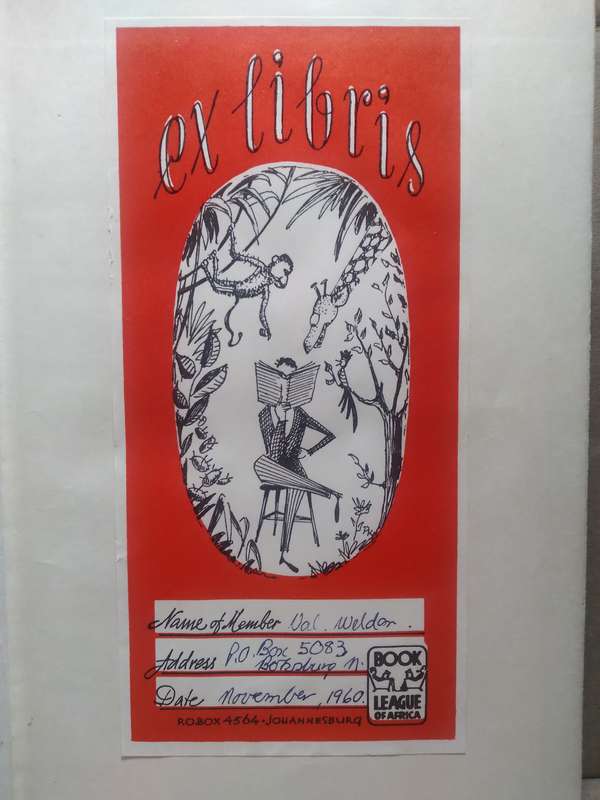 ex libris
Name of Member Val. Weldon.
Address P.O. Box 5083
Boksburg N.
Date November, 1960.
BOOK
LEAGUE
OF AFRICA
P.O.BOX 4564 · JOHANNESBURG